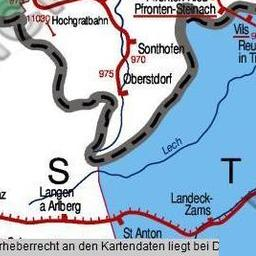 Pfronten-Steinach
11030
Hochgratbahn
Vils
Sonthofen
970
Reu
in Ti
975
Oberstdorf
Lech
S
T
Langen
a Arlberg
Landeck-
Zams
St Anton
rheberrecht an den Kartendaten liegt bei D